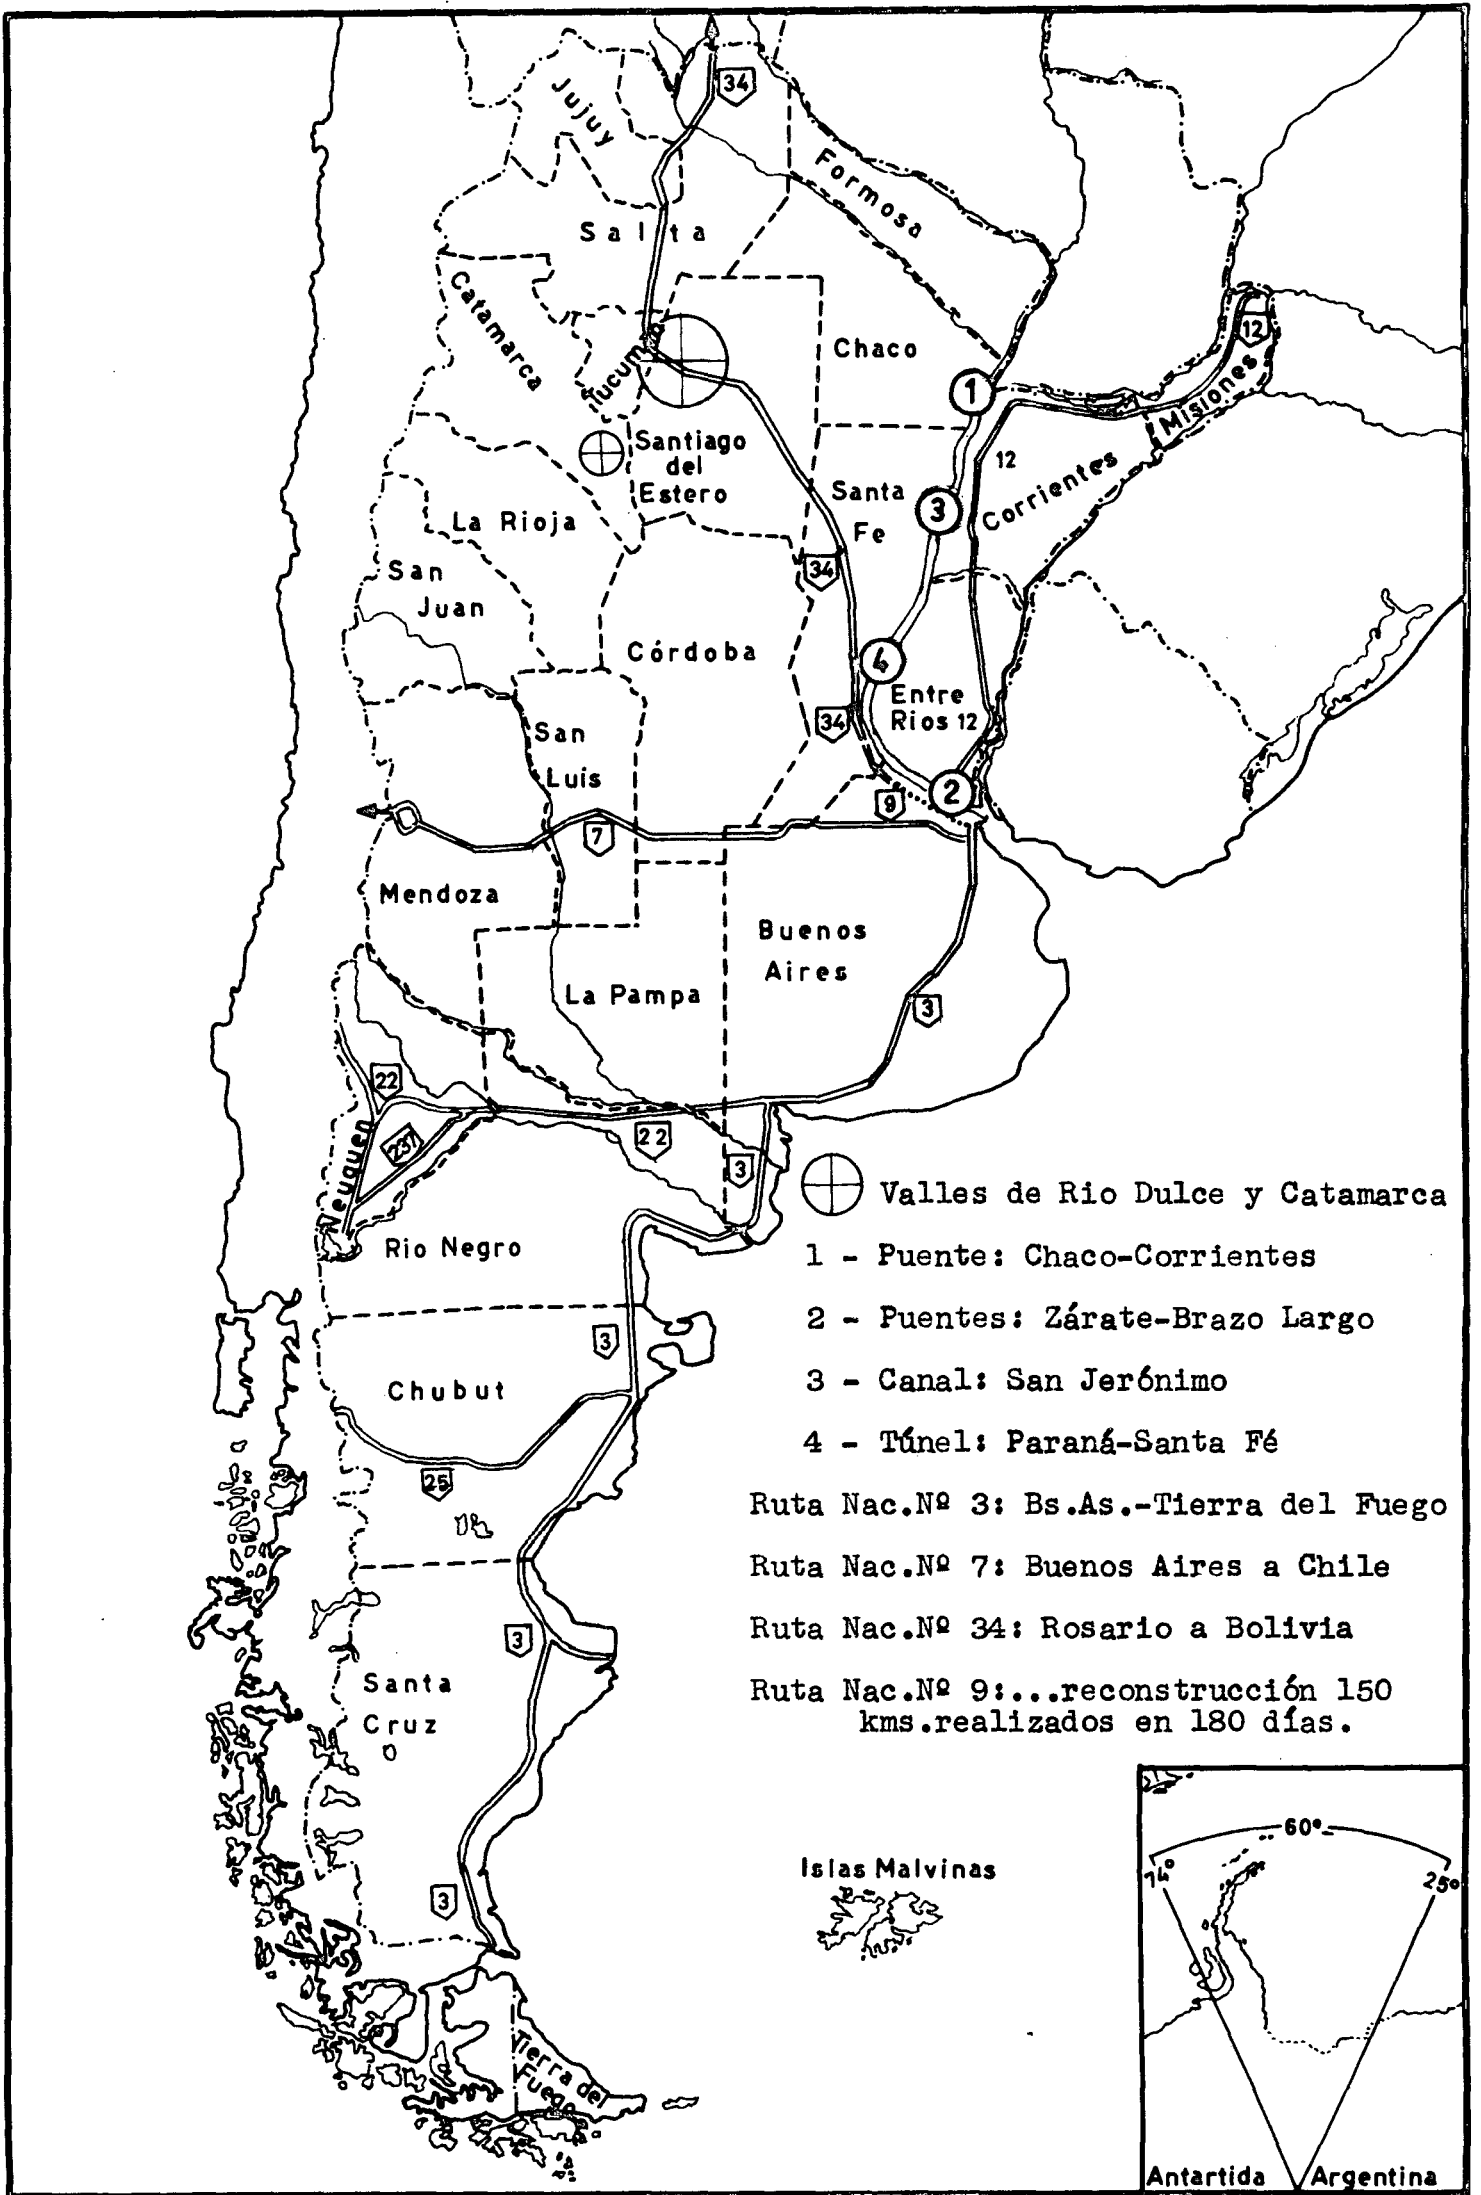 34
Jujuy
Formosa
Salta
Catamarca
Tucuman
Chaco
12
Misiones
1
Santiago
del
Estero
12
Corrientes
Santa
Fe
3
La Rioja
San
Juan
34
Córdoba
4
Entre
Rios 12
34
San
Luis
2
9
7
Mendoza
Buenos
Aires
La Pampa
3
22
237
22
3
Neuquen
Rio Negro
Valles de Rio Dulce y Catamarca
1 - Puente: Chaco-Corrientes
2 - Puentes: Zárate-Brazo Largo
3 - Canal: San Jerónimo
4 - Túnel: Paraná-Santa Fé
Ruta Nac.Nº 3: Bs.As.-Tierra del Fuego
Ruta Nac.Nº 7: Buenos Aires a Chile
Ruta Nac.Nº 34: Rosario a Bolivia
Ruta Nac.Nº 9:...reconstrucción 150
kms.realizados en 180 días.
3
Chubut
25
3
Santa
Cruz
3
Islas Malvinas
Tierra del
Fuego
60º
74º
25º
Antartida Argentina